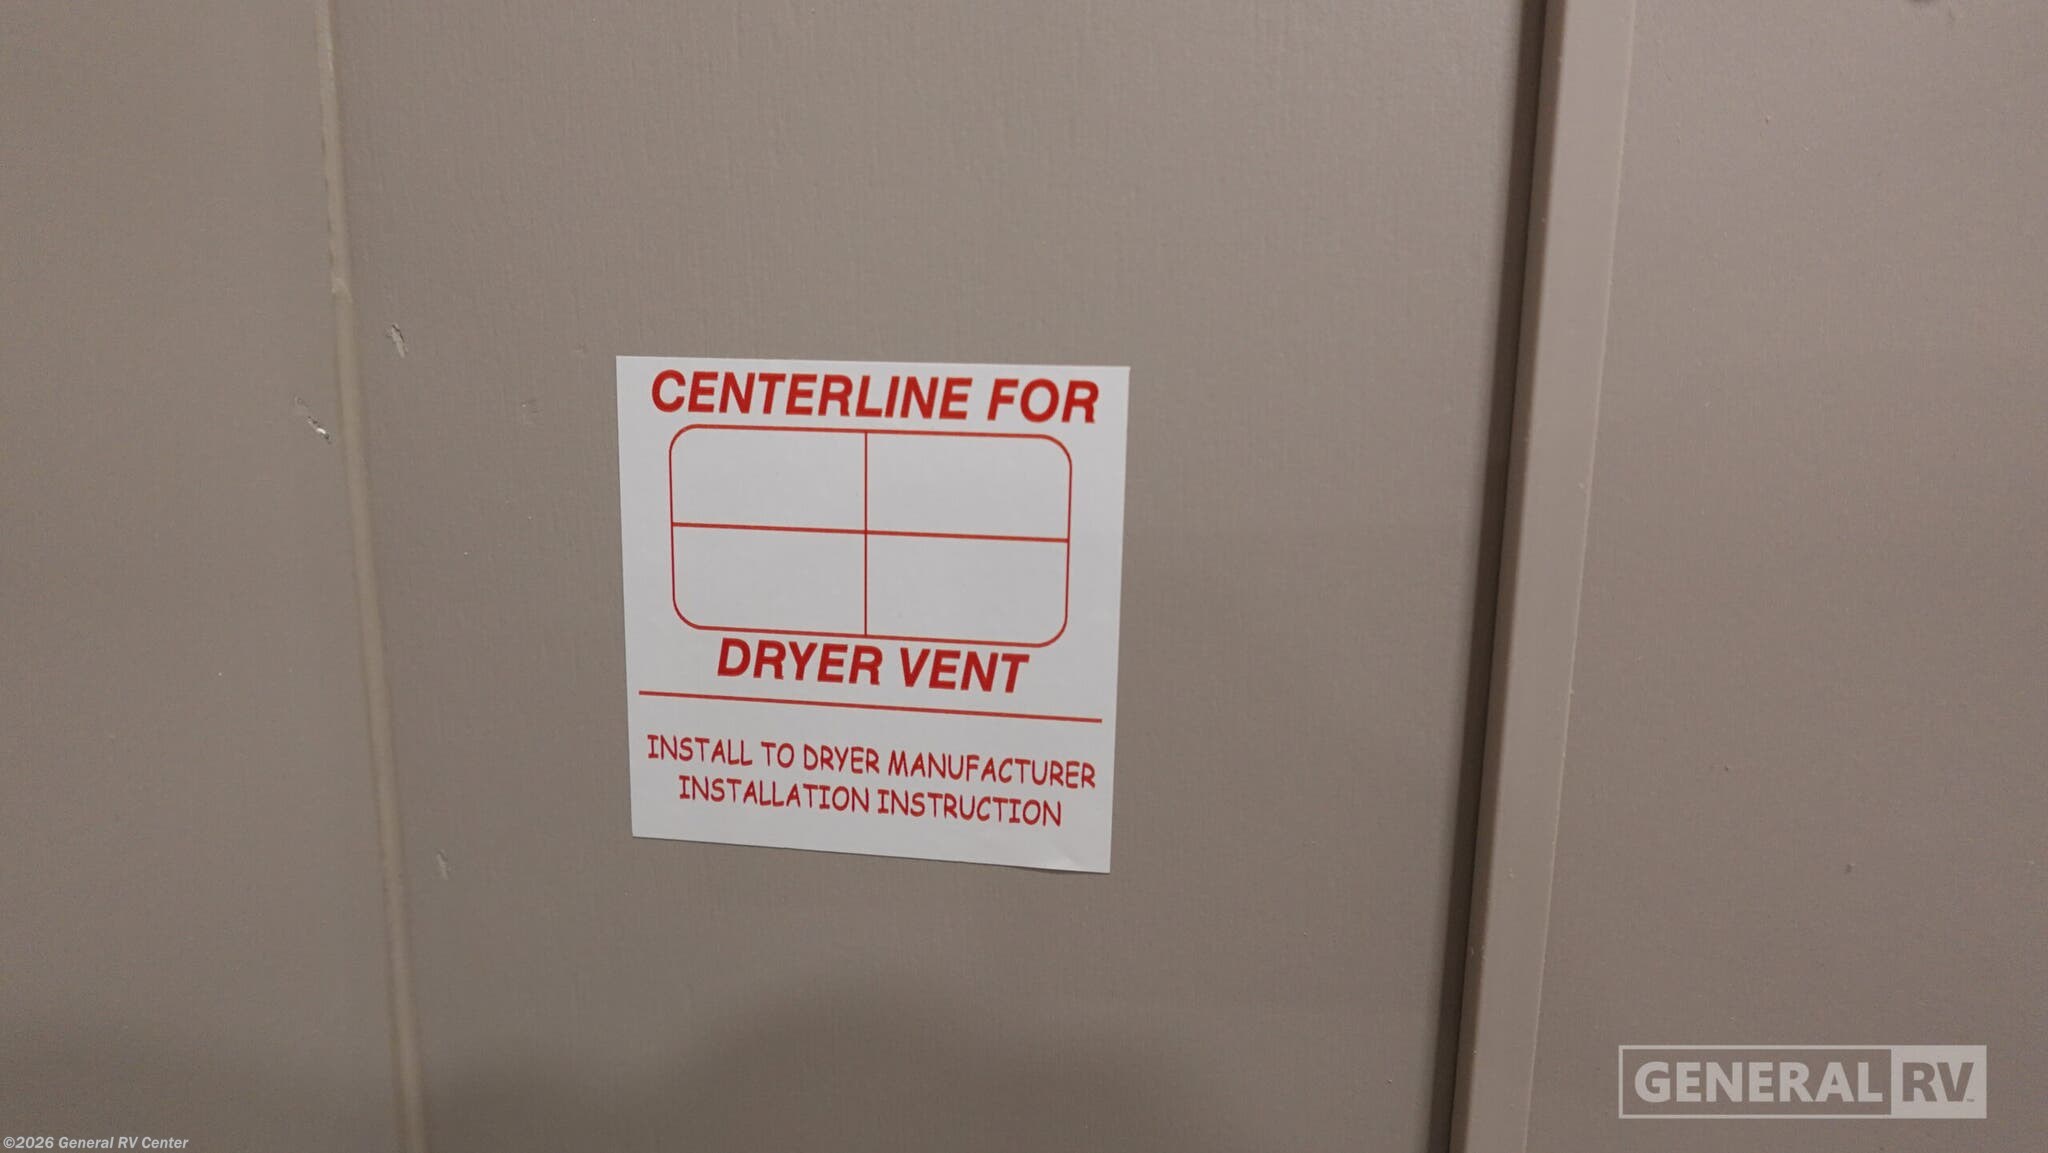 CENTERLINE FOR
DRYER VENT
INSTALL TO DRYER MANUFACTURER
INSTALLATION INSTRUCTION
GENERAL RV
©2026 General RV Center